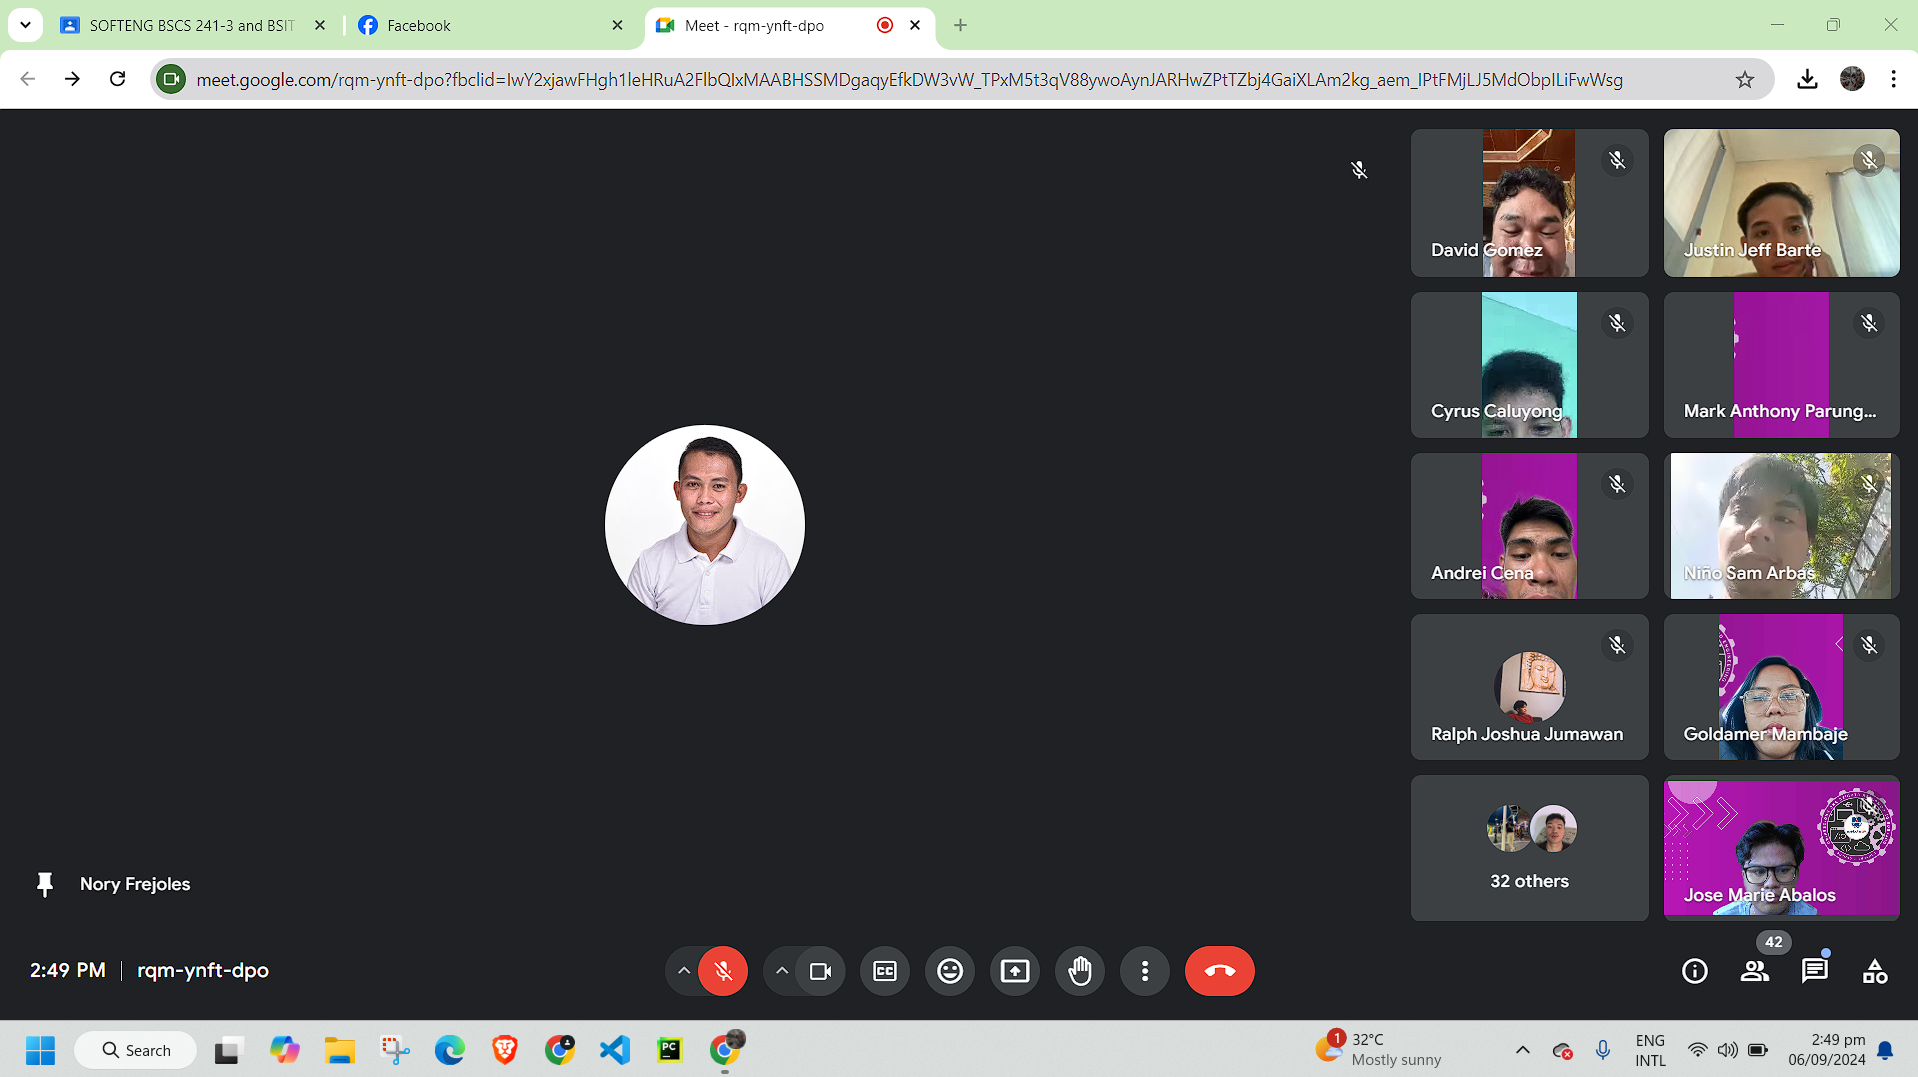 SOFTENG BSCS 241-3 and BSIT
Facebook
Meet - rqm-ynft-dpo
meet.google.com/rqm-ynft-dpo?fbclid=IwY2xjawFHgh1leHRuA2FlbQIxMAABHSSMDgaqyEfkDW3vW_TPxM5t3qV88ywoAynJARHwZPtTZbj4GaiXLAm2kg_aem_IPtFMjLJ5MdObpILiFwWsg
David Gomez
Justin Jeff Barte
Cyrus Caluyong
Mark Anthony Parung...
Andrei Cena
Niño Sam Arbas
Ralph Joshua Jumawan
Goldamer Mambaje
32 others
Jose Marie Abalos
Nory Frejoles
2:49 PM
rqm-ynft-dpo
CC
42
Search
PC
1
32°C
Mostly sunny
ENG
INTL
2:49 pm
06/09/2024